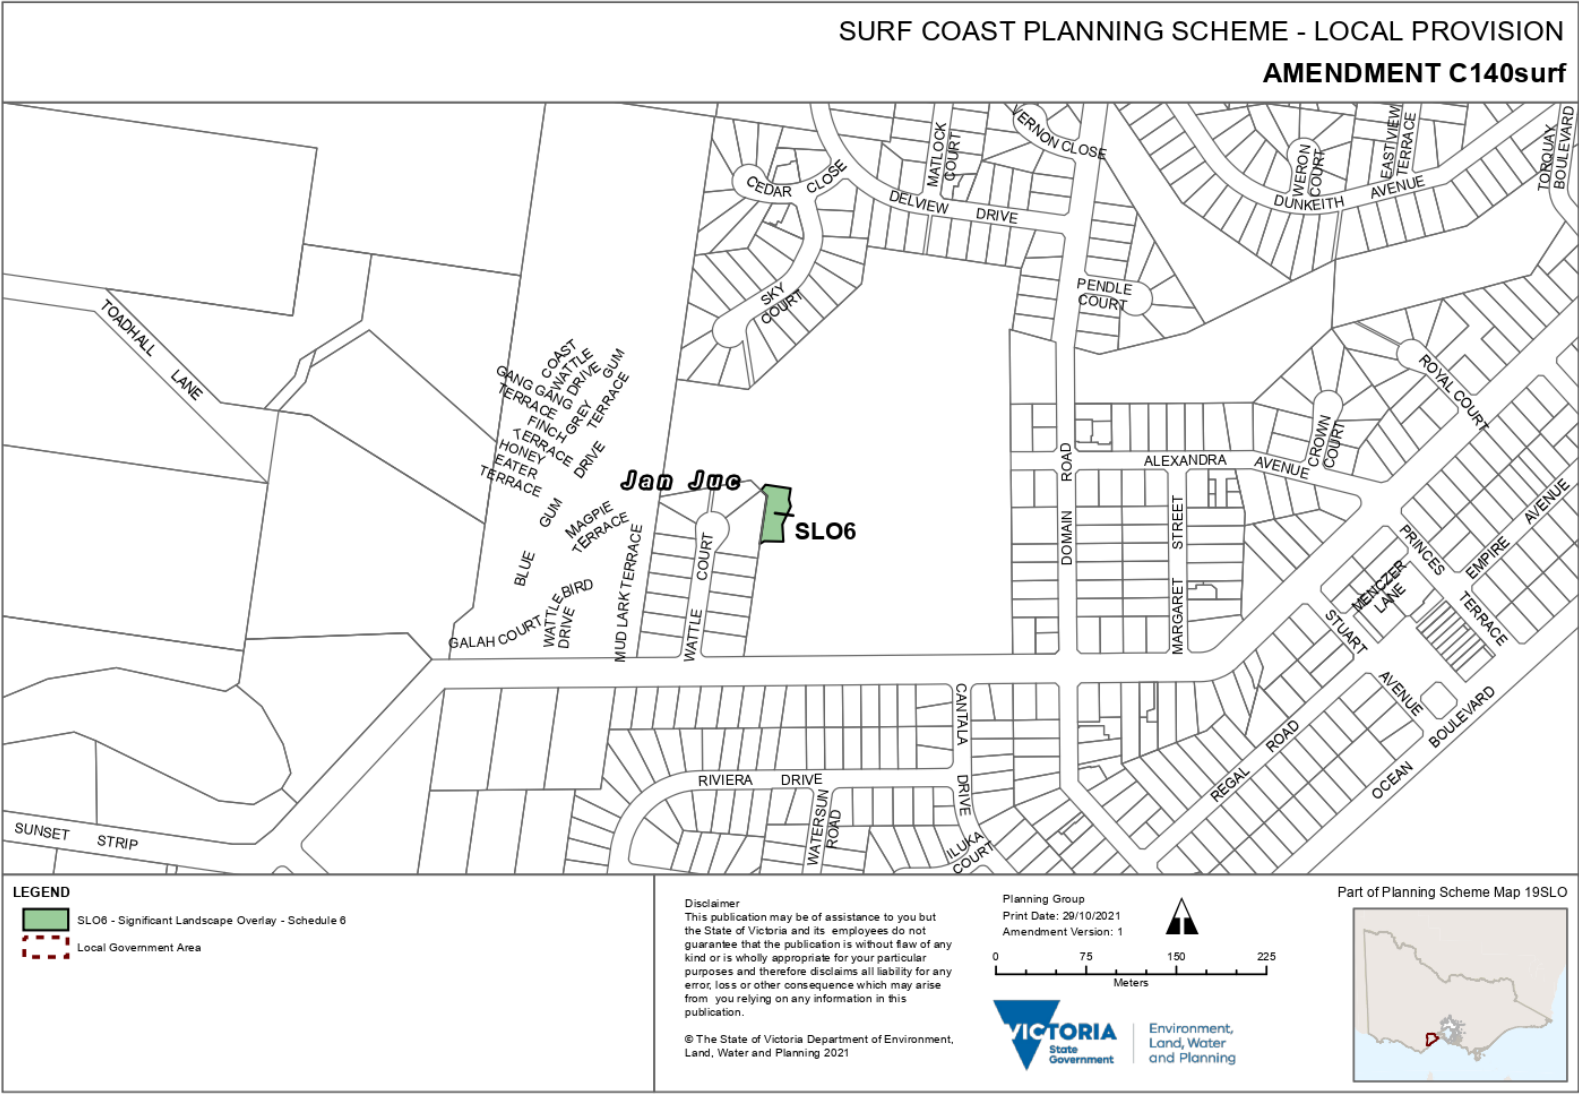 SURF COAST PLANNING SCHEME - LOCAL PROVISION
AMENDMENT C140surf
VERNON CLOSE
MATLOCK
COURT
CEDAR CLOSE
DELVIEW DRIVE
WERON
COURT
EASTVIEW
TERRACE
DUNKEITH AVENUE
TORQUAY
BOULEVARD
SKY
COURT
PENDLE
COURT
TOADHALL LANE
COAST
WATTLE
DRIVE
GANG GANG
TERRACE
GREY GUM
TERRACE
FINCH
TERRACE
HONEY
EATER
TERRACE
BLUE GUM DRIVE
MAGPIE
TERRACE
Jan Juc
SLO6
WATTLE COURT
MUD LARK TERRACE
WATTLE BIRD
DRIVE
GALAH COURT
DOMAIN ROAD
ALEXANDRA AVENUE
CROWN
COURT
ROYAL COURT
MARGARET STREET
PRINCES TERRACE
EMPIRE AVENUE
MENCZER
LANE
STUART AVENUE
REGAL ROAD
OCEAN BOULEVARD
CANTALA DRIVE
RIVIERA DRIVE
WATERSUN
ROAD
ILUKA
COURT
SUNSET STRIP
LEGEND
SLO6 - Significant Landscape Overlay - Schedule 6
Local Government Area
Disclaimer
This publication may be of assistance to you but
the State of Victoria and its employees do not
guarantee that the publication is without flaw of any
kind or is wholly appropriate for your particular
purposes and therefore disclaims all liability for any
error, loss or other consequence which may arise
from you relying on any information in this
publication.
© The State of Victoria Department of Environment,
Land, Water and Planning 2021
Planning Group
Print Date: 29/10/2021
Amendment Version: 1
0 75 150 225
Meters
VICTORIA
State
Government
Environment,
Land, Water
and Planning
Part of Planning Scheme Map 19SLO